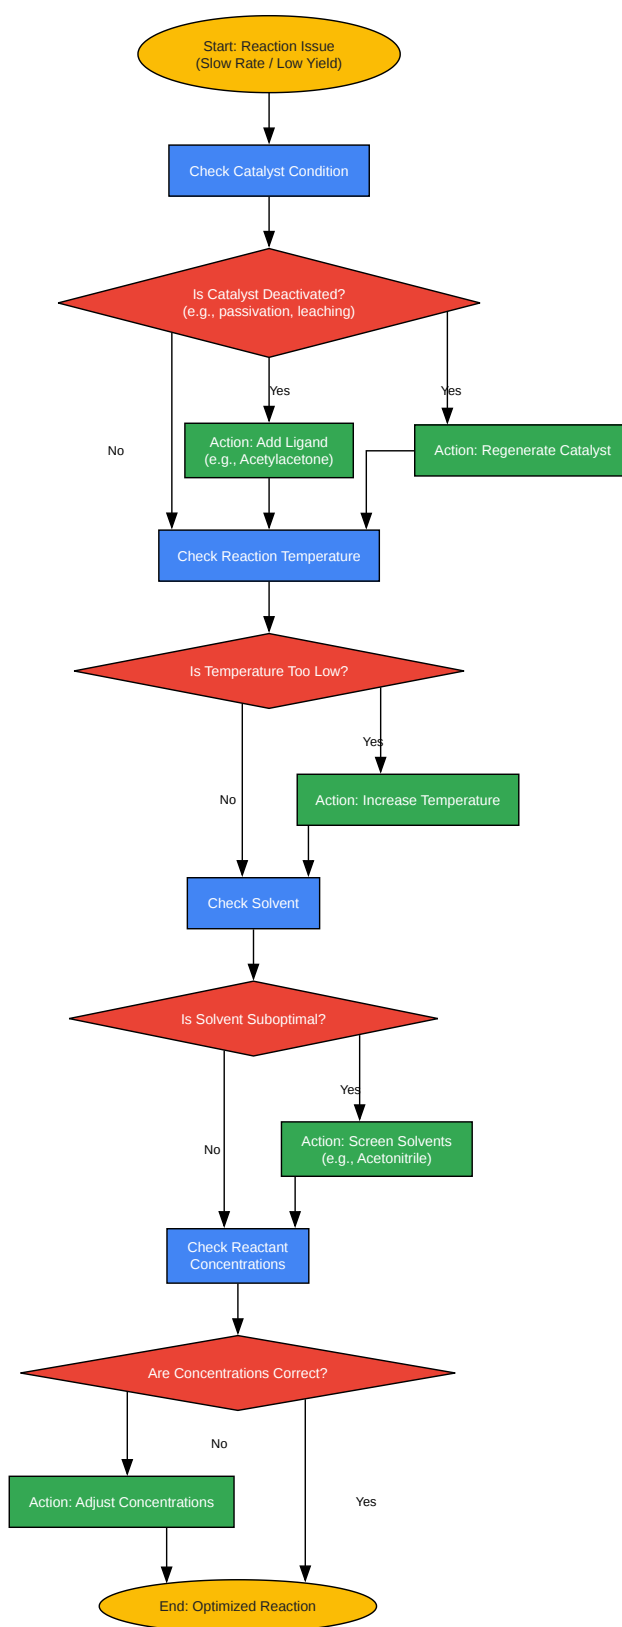 Start: Reaction Issue
(Slow Rate / Low Yield)
Check Catalyst Condition
Is Catalyst Deactivated?
(e.g., passivation, leaching)
Yes
Yes
No
Action: Add Ligand
(e.g., Acetylacetone)
Action: Regenerate Catalyst
Check Reaction Temperature
Is Temperature Too Low?
Yes
No
Action: Increase Temperature
Check Solvent
Is Solvent Suboptimal?
Yes
No
Action: Screen Solvents
(e.g., Acetonitrile)
Check Reactant
Concentrations
Are Concentrations Correct?
No
Yes
Action: Adjust Concentrations
End: Optimized Reaction